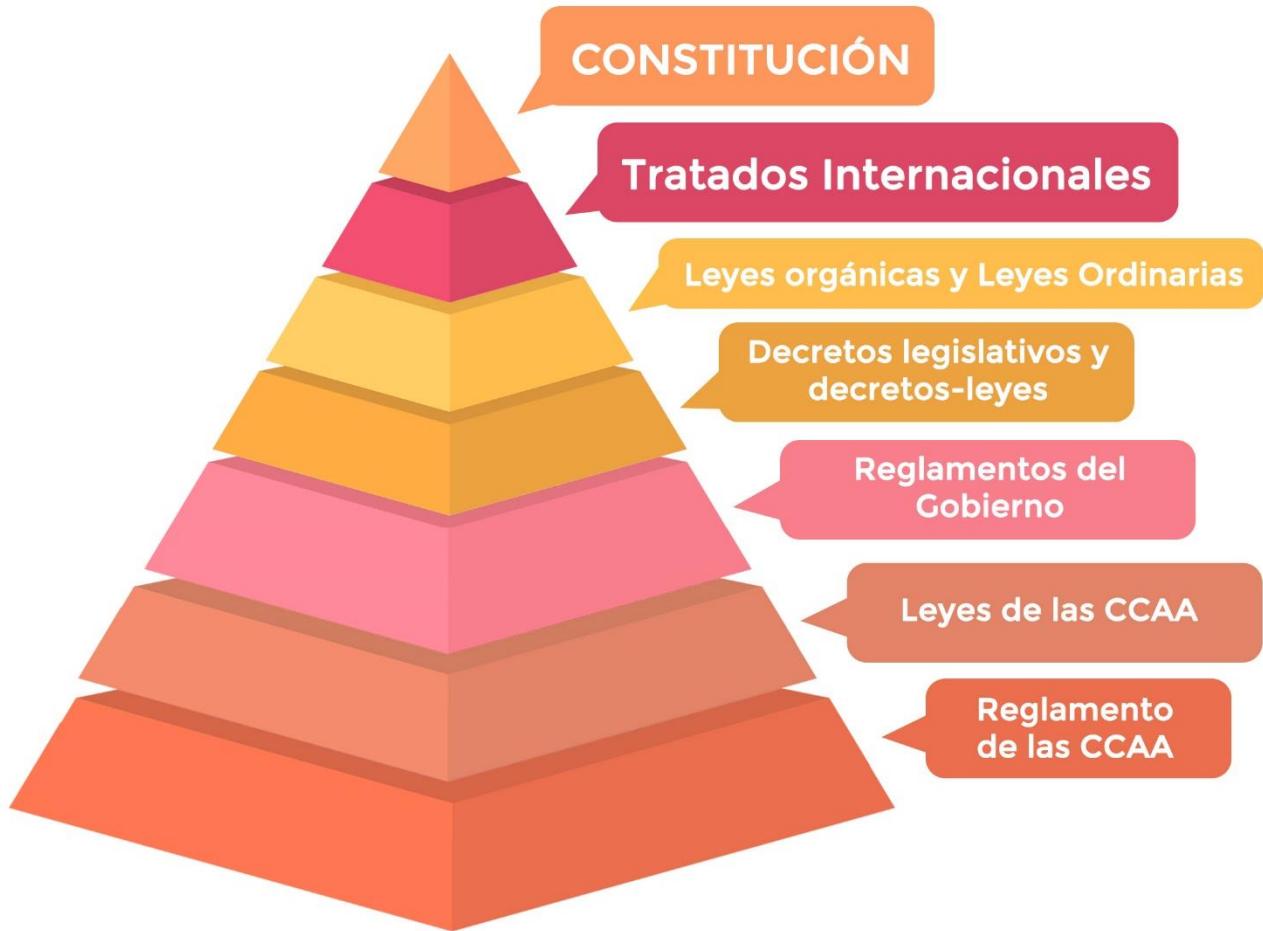 CONSTITUCIÓN
Tratados Internacionales
Leyes orgánicas y Leyes Ordinarias
Decretos legislativos y
decretos-leyes
Reglamentos del
Gobierno
Leyes de las CCAA
Reglamento
de las CCAA